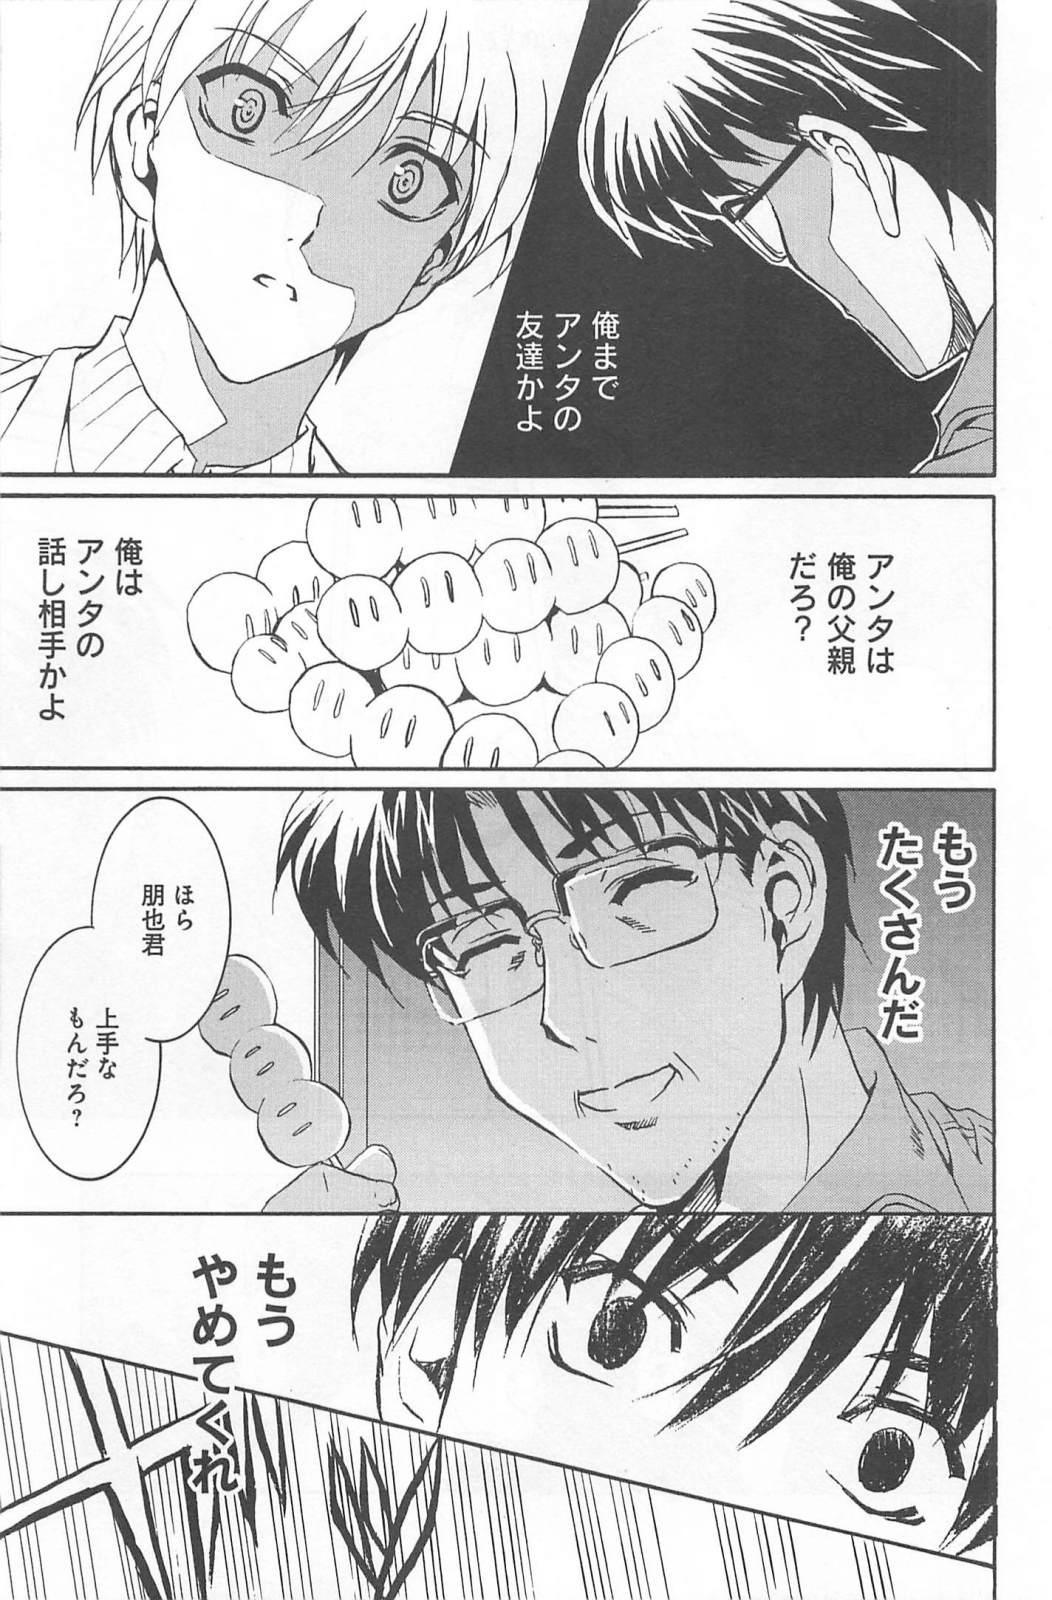 俺まで
アンタの
友達かよ
アンタは
俺の父親
だろ?
俺は
アンタの
話し相手かよ
もう
たくさんだ
ほら
朋也君
上手な
もんだろ?
もう
やめてくれ